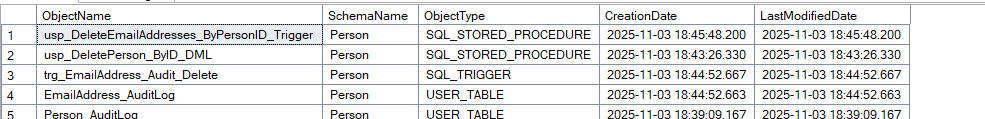 ObjectName SchemaName ObjectType CreationDate LastModifiedDate
1 usp_DeleteEmailAddresses_ByPersonID_Trigger Person SQL_STORED_PROCEDURE 2025-11-03 18:45:48.200 2025-11-03 18:45:48.200
2 usp_DeletePerson_ByID_DML Person SQL_STORED_PROCEDURE 2025-11-03 18:43:26.330 2025-11-03 18:43:26.330
3 trg_EmailAddress_Audit_Delete Person SQL_TRIGGER 2025-11-03 18:44:52.667 2025-11-03 18:44:52.667
4 EmailAddress_AuditLog Person USER_TABLE 2025-11-03 18:44:52.663 2025-11-03 18:44:52.663
5 Person_AuditLog Person USER_TABLE 2025-11-03 18:39:09.167 2025-11-03 18:39:09.167